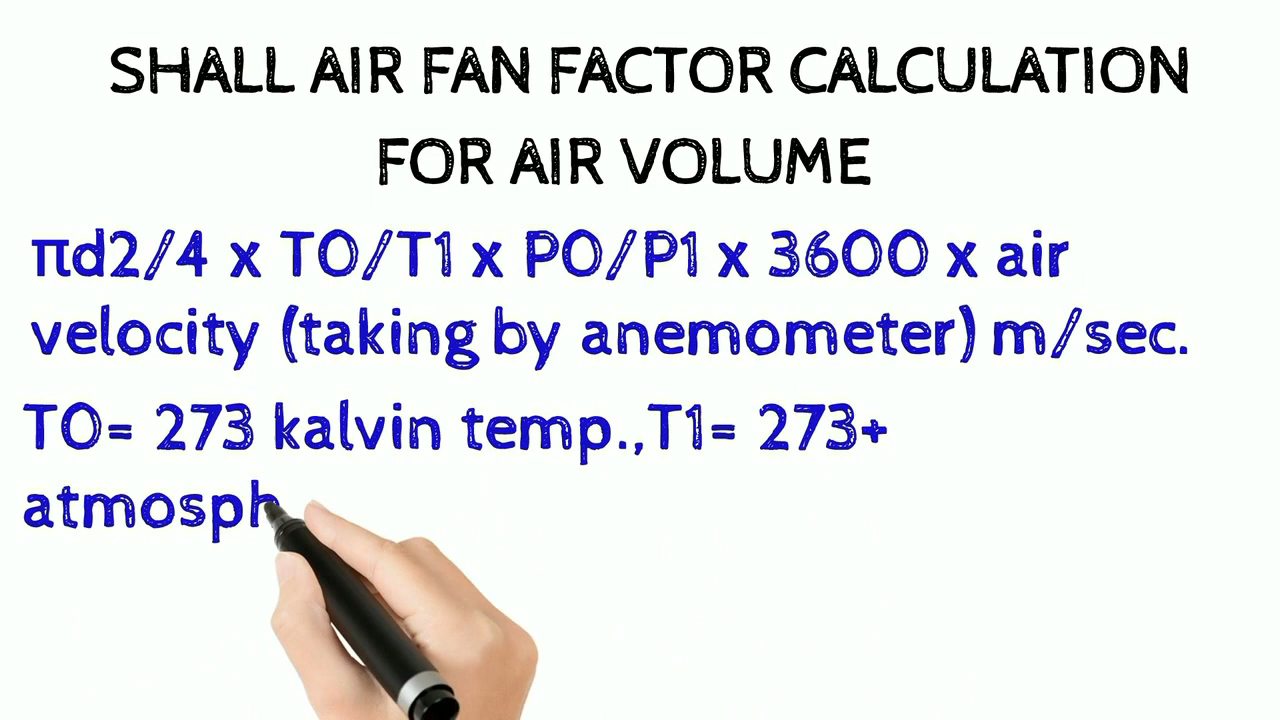 SHALL AIR FAN FACTOR CALCULATION
FOR AIR VOLUME
πd2/4 x T0/T1 x P0/P1 x 3600 x air
velocity (taking by anemometer) m/sec.
T0= 273 kalvin temp.,T1= 273+
atmosph